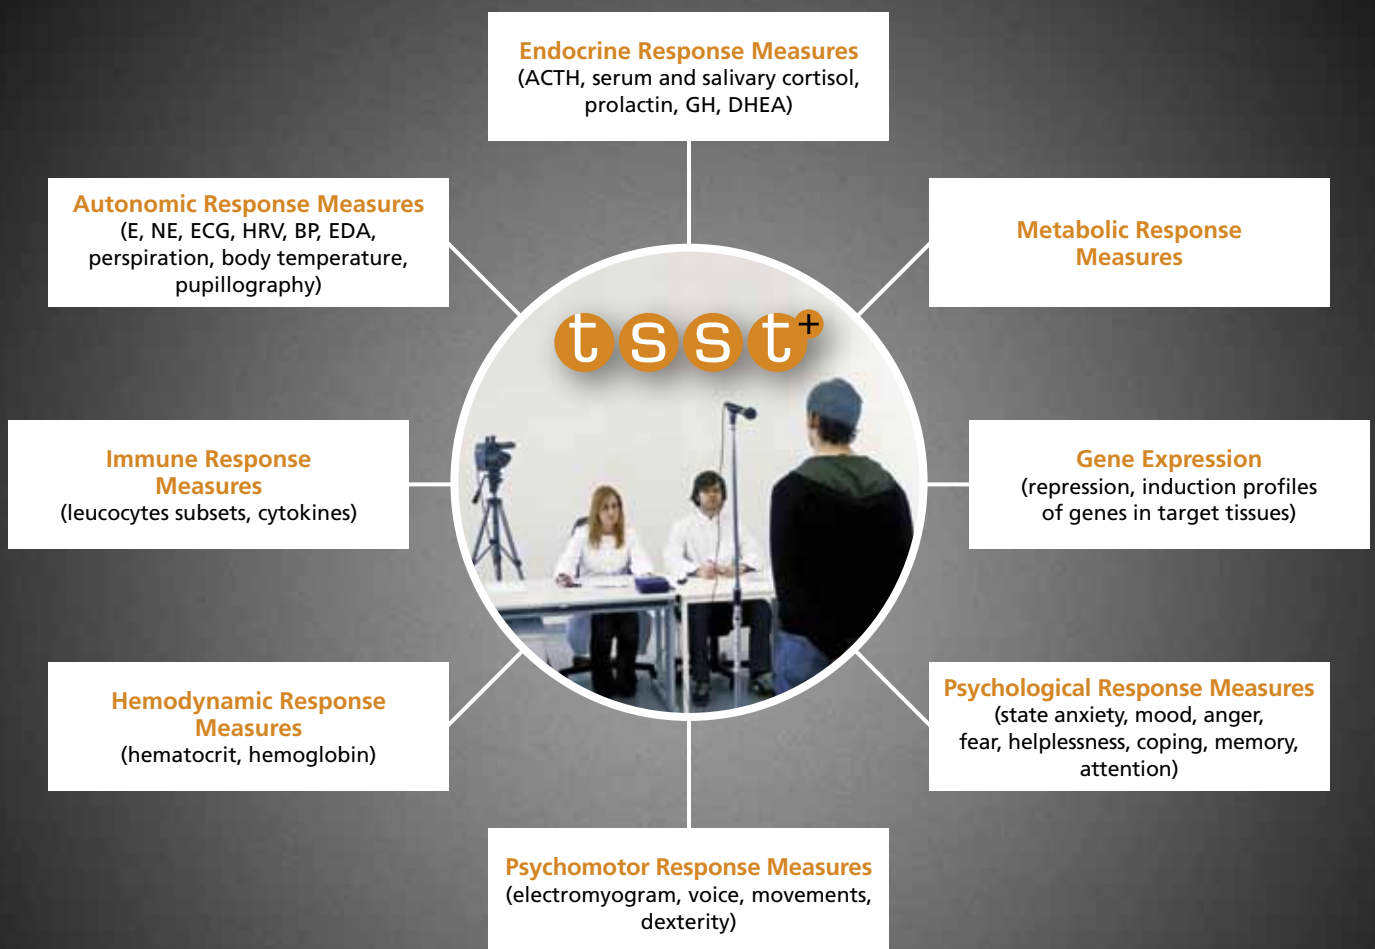 Endocrine Response Measures
(ACTH, serum and salivary cortisol,
prolactin, GH, DHEA)
Autonomic Response Measures
(E, NE, ECG, HRV, BP, EDA,
perspiration, body temperature,
pupillography)
Metabolic Response
Measures
tsst+
Immune Response
Measures
(leucocytes subsets, cytokines)
Gene Expression
(repression, induction profiles
of genes in target tissues)
Hemodynamic Response
Measures
(hematocrit, hemoglobin)
Psychological Response Measures
(state anxiety, mood, anger,
fear, helplessness, coping, memory,
attention)
Psychomotor Response Measures
(electromyogram, voice, movements,
dexterity)